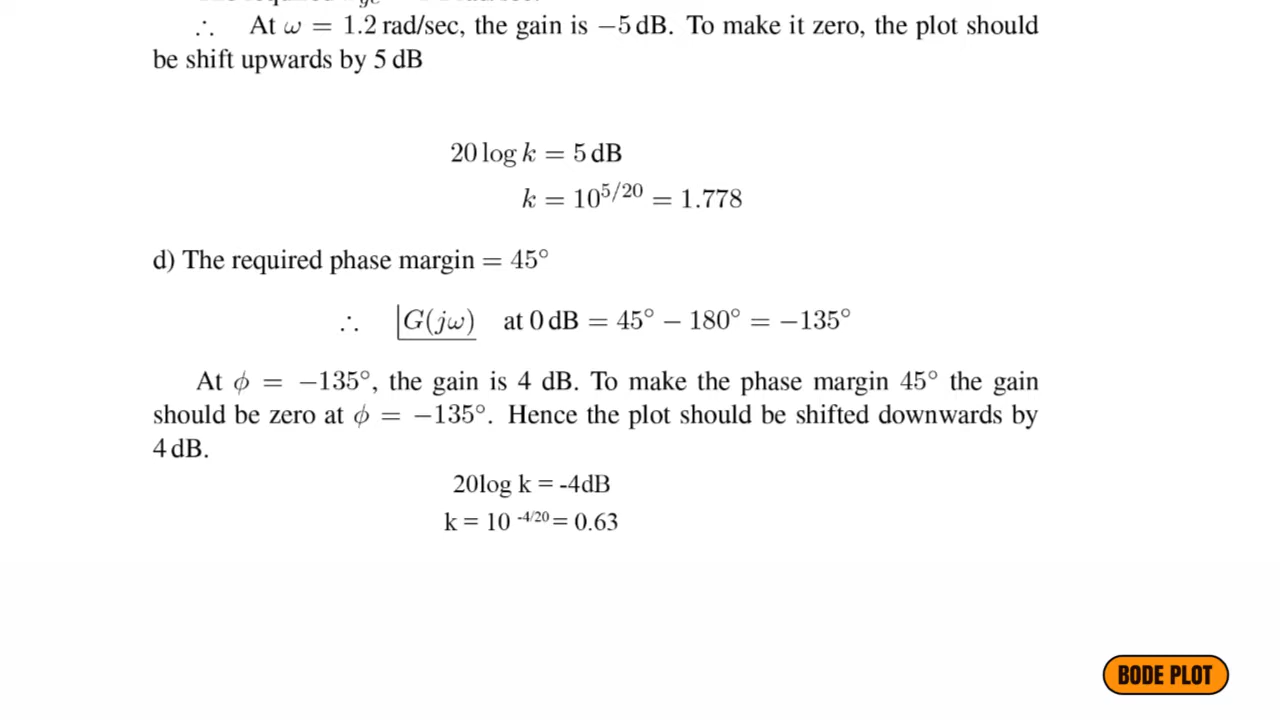 ∴ At ω = 1.2 rad/sec, the gain is −5 dB. To make it zero, the plot should
be shift upwards by 5 dB
20 log k = 5 dB
k = 10^{5/20} = 1.778
d) The required phase margin = 45°
∴ ⌊G(jω) at 0 dB = 45° − 180° = −135°
At ϕ = −135°, the gain is 4 dB. To make the phase margin 45° the gain
should be zero at ϕ = −135°. Hence the plot should be shifted downwards by
4 dB.
20log k = -4dB
k = 10^{-4/20} = 0.63
BODE PLOT